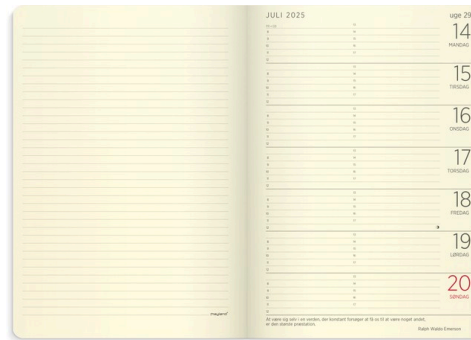 JULI 2025 uge 29
14
MANDAG
15
TIRSDAG
16
ONSDAG
17
TORSDAG
18
FREDAG
19
LØRDAG
20
SØNDAG
At være sig selv i en verden, der konstant forsøger at få os til at være noget andet,
er den største præstation.
Ralph Waldo Emerson
mayland